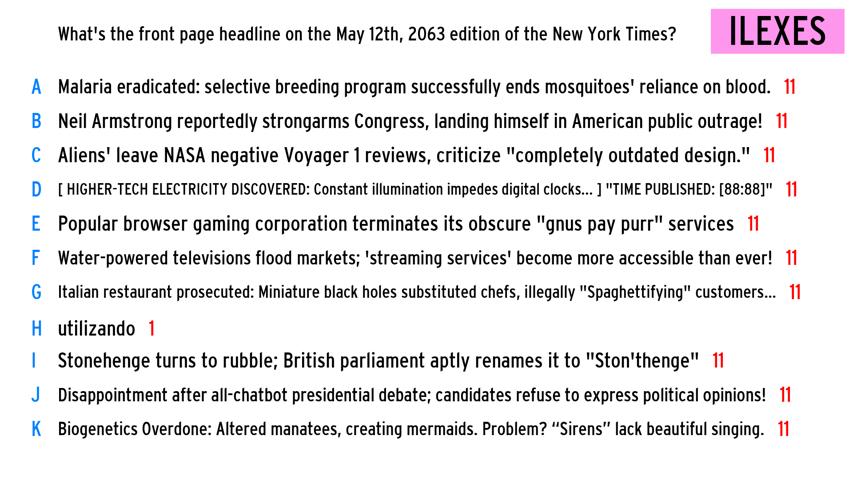 What's the front page headline on the May 12th, 2063 edition of the New York Times? ILEXES
A Malaria eradicated: selective breeding program successfully ends mosquitoes' reliance on blood. 11
B Neil Armstrong reportedly strongarms Congress, landing himself in American public outrage! 11
C Aliens' leave NASA negative Voyager 1 reviews, criticize "completely outdated design." 11
D [ HIGHER-TECH ELECTRICITY DISCOVERED: Constant illumination impedes digital clocks... ] "TIME PUBLISHED: [88:88]" 11
E Popular browser gaming corporation terminates its obscure "gnus pay purr" services 11
F Water-powered televisions flood markets; 'streaming services' become more accessible than ever! 11
G Italian restaurant prosecuted: Miniature black holes substituted chefs, illegally "Spaghettifying" customers... 11
H utilizando 1
I Stonehenge turns to rubble; British parliament aptly renames it to "Ston'thenge" 11
J Disappointment after all-chatbot presidential debate; candidates refuse to express political opinions! 11
K Biogenetics Overdone: Altered manatees, creating mermaids. Problem? “Sirens” lack beautiful singing. 11